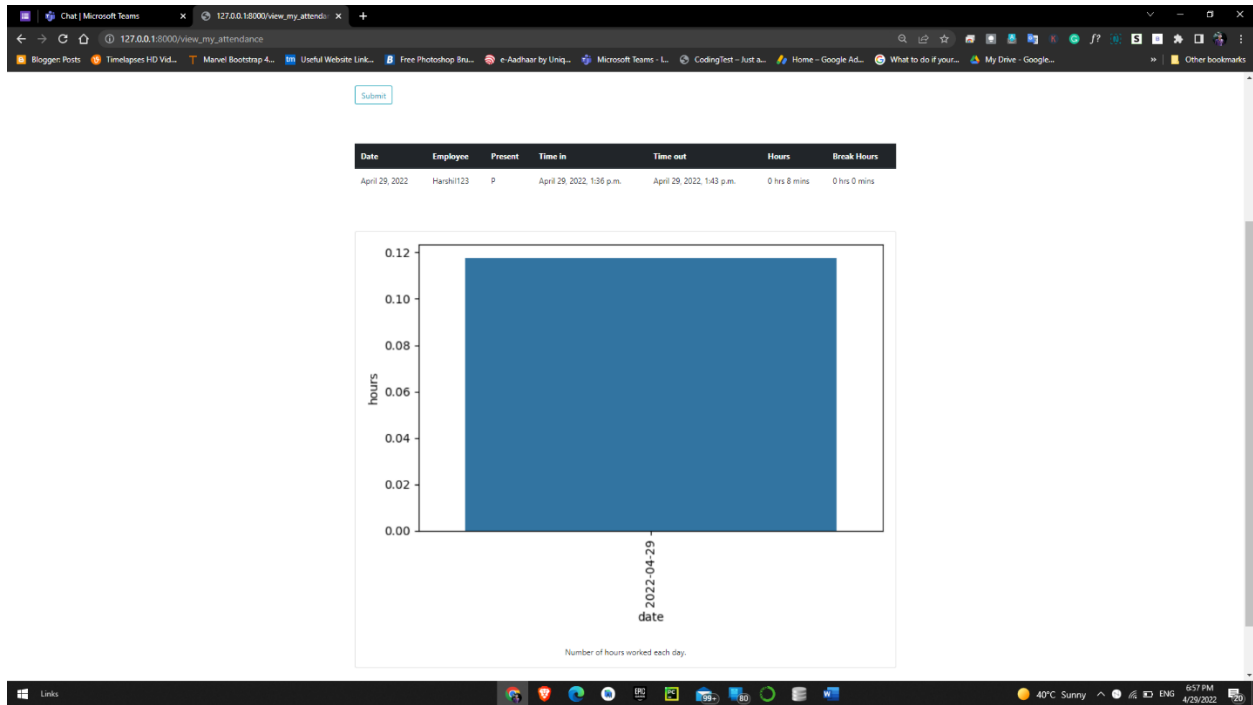 Chat | Microsoft Teams
127.0.0.1:8000/view_my_attenda
127.0.0.1:8000/view_my_attendance
Blogger: Posts
Timelapses HD Vid...
Marvel Bootstrap 4...
tm
Useful Website Link...
Free Photoshop Bru...
e-Aadhaar by Uniq...
Microsoft Teams - L...
CodingTest – Just a...
Home – Google Ad...
What to do if your...
My Drive - Google...
»
Other bookmarks
Submit
Date Employee Present Time in Time out Hours Break Hours
April 29, 2022 Harshil123 P April 29, 2022, 1:36 p.m. April 29, 2022, 1:43 p.m. 0 hrs 8 mins 0 hrs 0 mins
0.12
0.10
0.08
0.06
0.04
0.02
0.00
hours
2022-04-29
date
Number of hours worked each day.
Links
99+
80
40°C Sunny
ENG
6:57 PM
4/29/2022
20